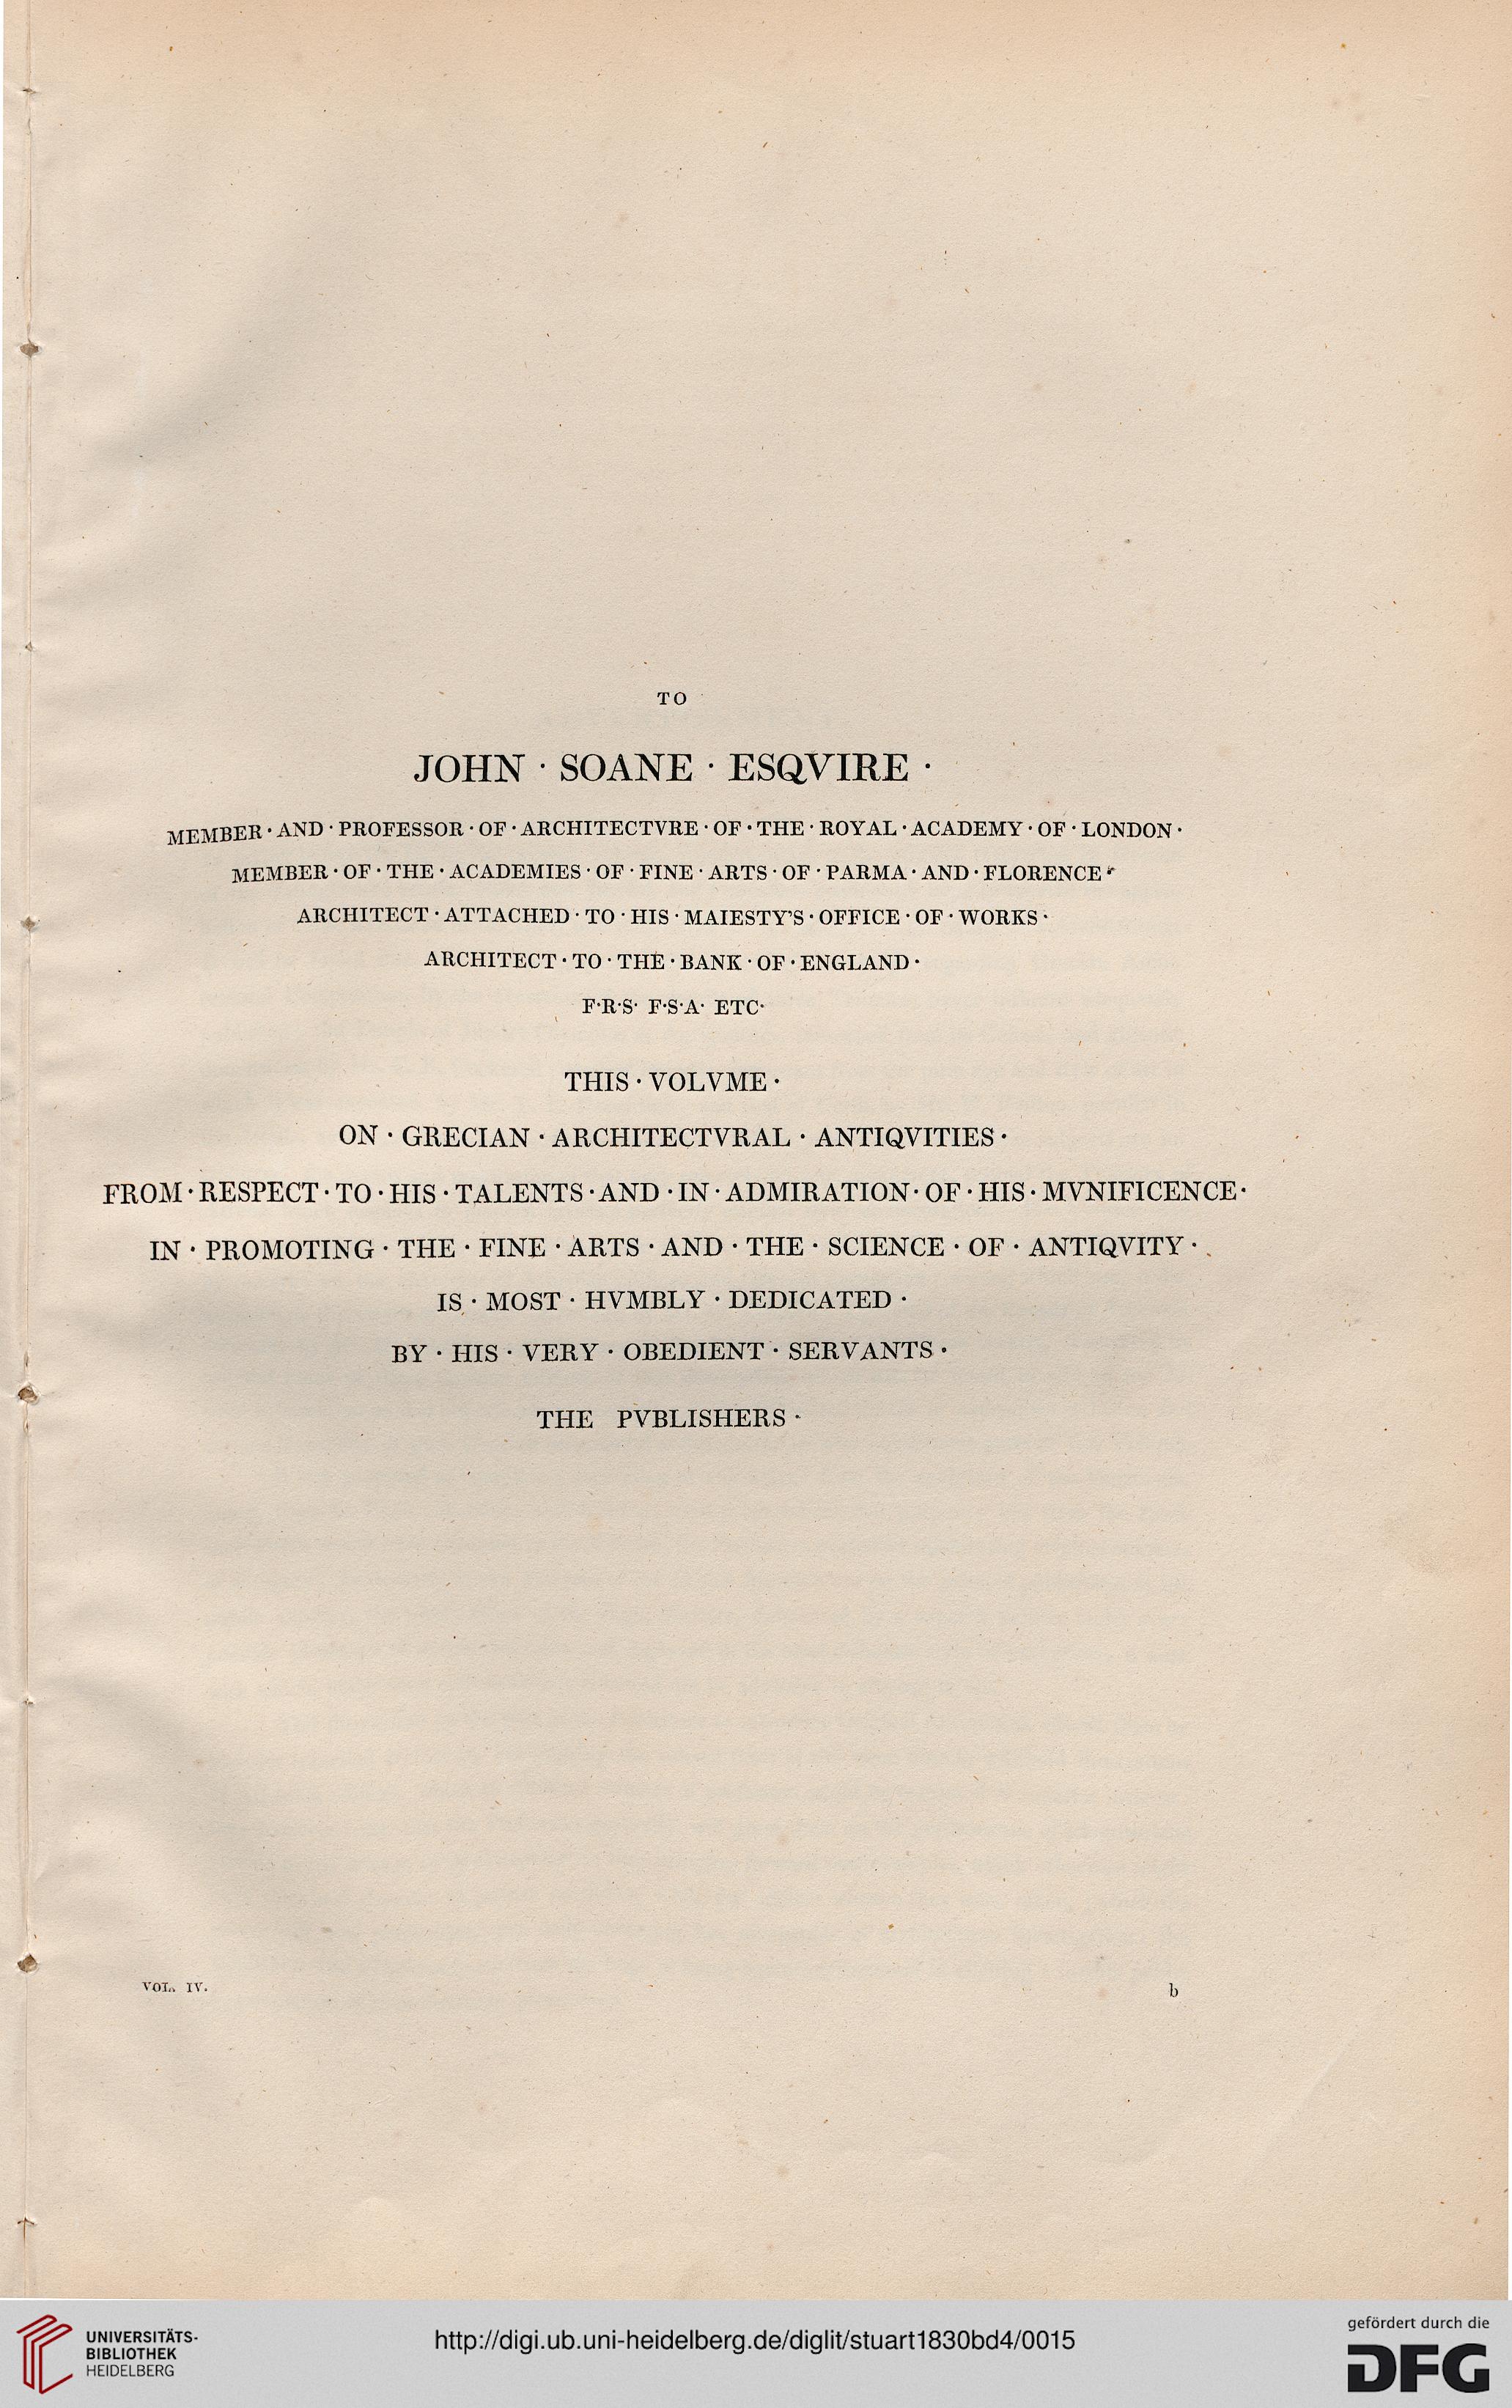 TO
JOHN · SOANE · ESQVIRE ·
MEMBER · AND · PROFESSOR · OF · ARCHITECTVRE · OF · THE · ROYAL · ACADEMY · OF · LONDON ·
MEMBER · OF · THE · ACADEMIES · OF · FINE · ARTS · OF · PARMA · AND · FLORENCE ·
ARCHITECT · ATTACHED · TO · HIS · MAIESTY'S · OFFICE · OF · WORKS ·
ARCHITECT · TO · THE · BANK · OF · ENGLAND ·
F·R·S· F·S·A· ETC·
THIS · VOLVME ·
ON · GRECIAN · ARCHITECTVRAL · ANTIQVITIES ·
FROM · RESPECT · TO · HIS · TALENTS · AND · IN · ADMIRATION · OF · HIS · MVNIFICENCE ·
IN · PROMOTING · THE · FINE · ARTS · AND · THE · SCIENCE · OF · ANTIQVITY ·
IS · MOST · HVMBLY · DEDICATED ·
BY · HIS · VERY · OBEDIENT · SERVANTS ·
THE PVBLISHERS ·
VOL. IV.
b
UNIVERSITÄTS-
BIBLIOTHEK
HEIDELBERG
http://digi.ub.uni-heidelberg.de/diglit/stuart1830bd4/0015
gefördert durch die
DFG